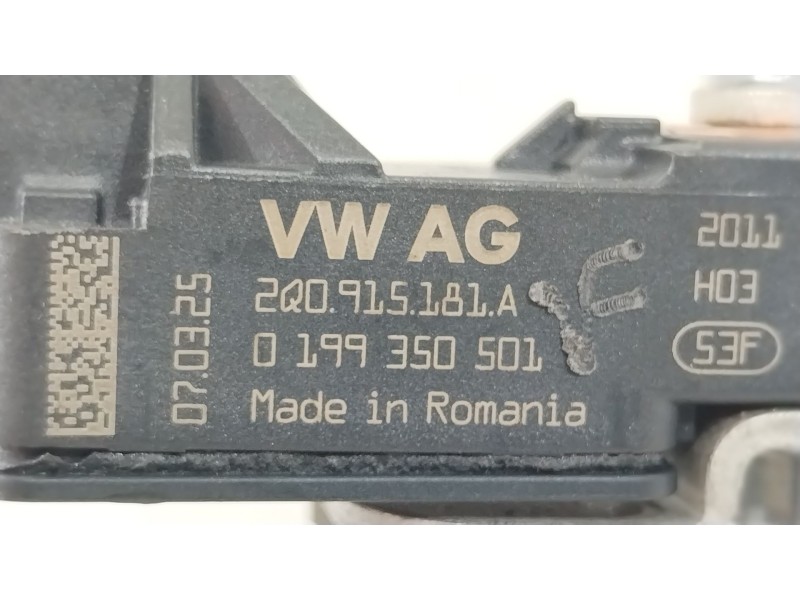 VW AG
2Q0.915.181.A
0 199 350 501
Made in Romania
07.03.25
2011
H03
53F